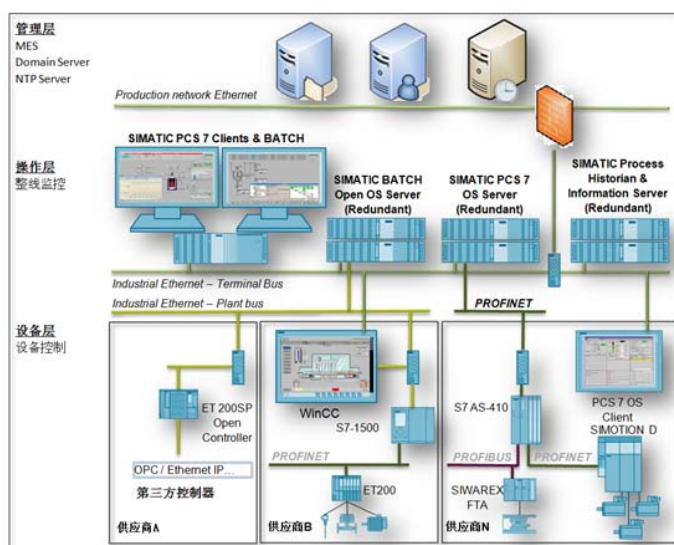 管理层
MES
Domain Server
NTP Server
Production network Ethernet
SIMATIC PCS 7 Clients & BATCH
操作层
整线监控
SIMATIC BATCH
Open OS Server
(Redundant)
SIMATIC PCS 7
OS Server
(Redundant)
SIMATIC Process
Historian &
Information Server
(Redundant)
Industrial Ethernet – Terminal Bus
Industrial Ethernet – Plant bus
PROFINET
设备层
设备控制
ET 200SP
Open
Controller
OPC / Ethernet IP...
第三方控制器
供应商A
WinCC
S7-1500
PROFINET
ET200
供应商B
S7 AS-410
PCS 7 OS
Client
SIMOTION D
PROFIBUS
PROFINET
SIWAREX
FTA
供应商N